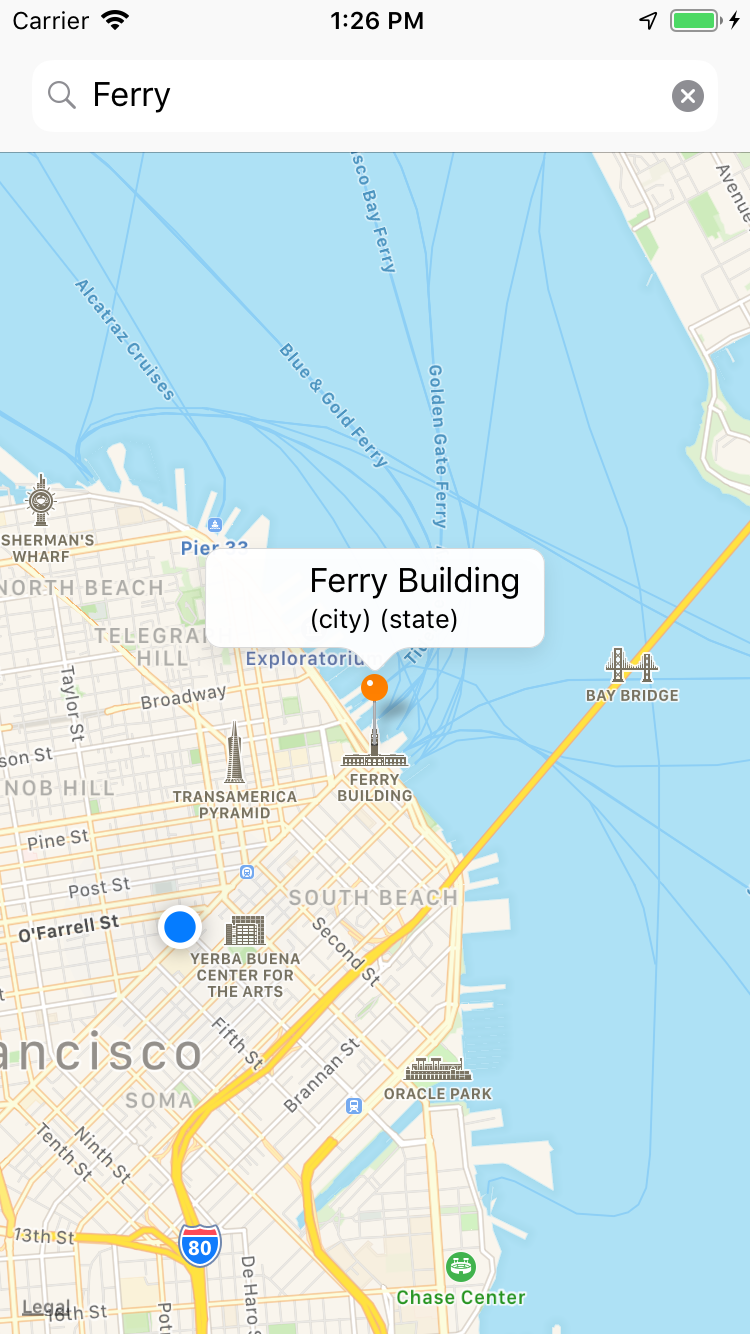 Carrier
1:26 PM
Ferry
sco Bay Ferry
Avenue
Alcatraz Cruises
Blue & Gold Ferry
Golden Gate Ferry
SHERMAN'S
WHARF
Pier 33
NORTH BEACH
Ferry Building
(city) (state)
TELEGRA
HILL
Exploratoriu
Taylor St
Broadway
BAY BRIDGE
son St
NOB HILL
TRANSAMERICA
PYRAMID
FERRY
BUILDING
Pine St
Post St
SOUTH BEACH
O'Farrell St
Second St
YERBA BUENA
CENTER FOR
THE ARTS
ancisco
Fifth St
Brannan St
ORACLE PARK
SOMA
Ninth St
Tenth St
13th St
80
De Haro S
Chase Center
Legal
16th St
Pot